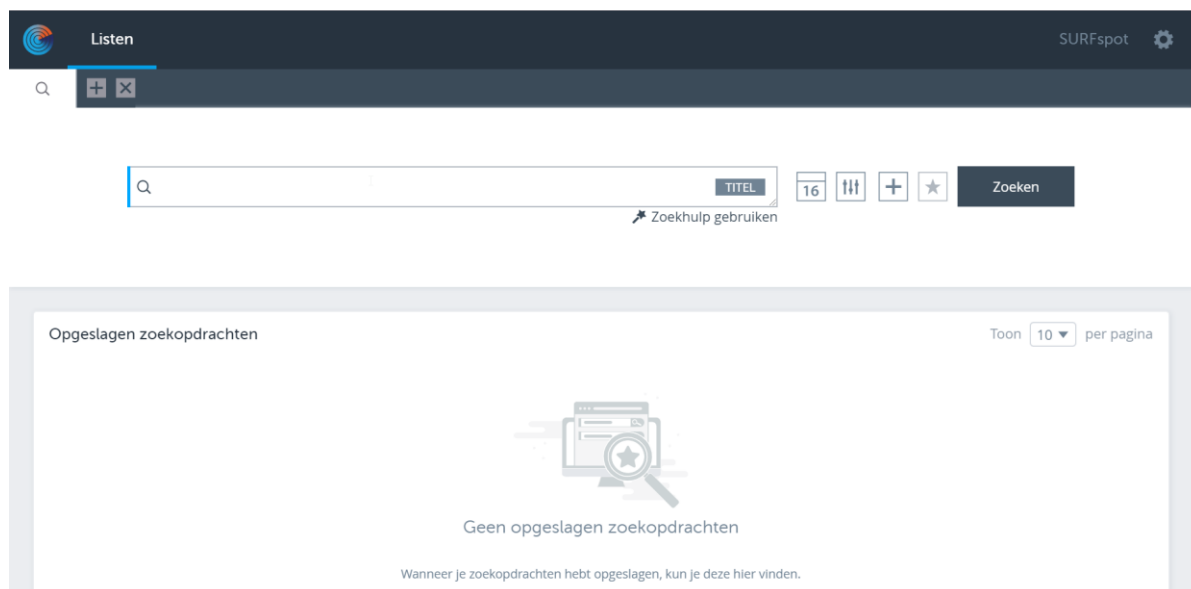 Listen
SURFspot
TITEL
16
Zoeken
Zoekhulp gebruiken
Opgeslagen zoekopdrachten
Toon 10 per pagina
Geen opgeslagen zoekopdrachten
Wanneer je zoekopdrachten hebt opgeslagen, kun je deze hier vinden.